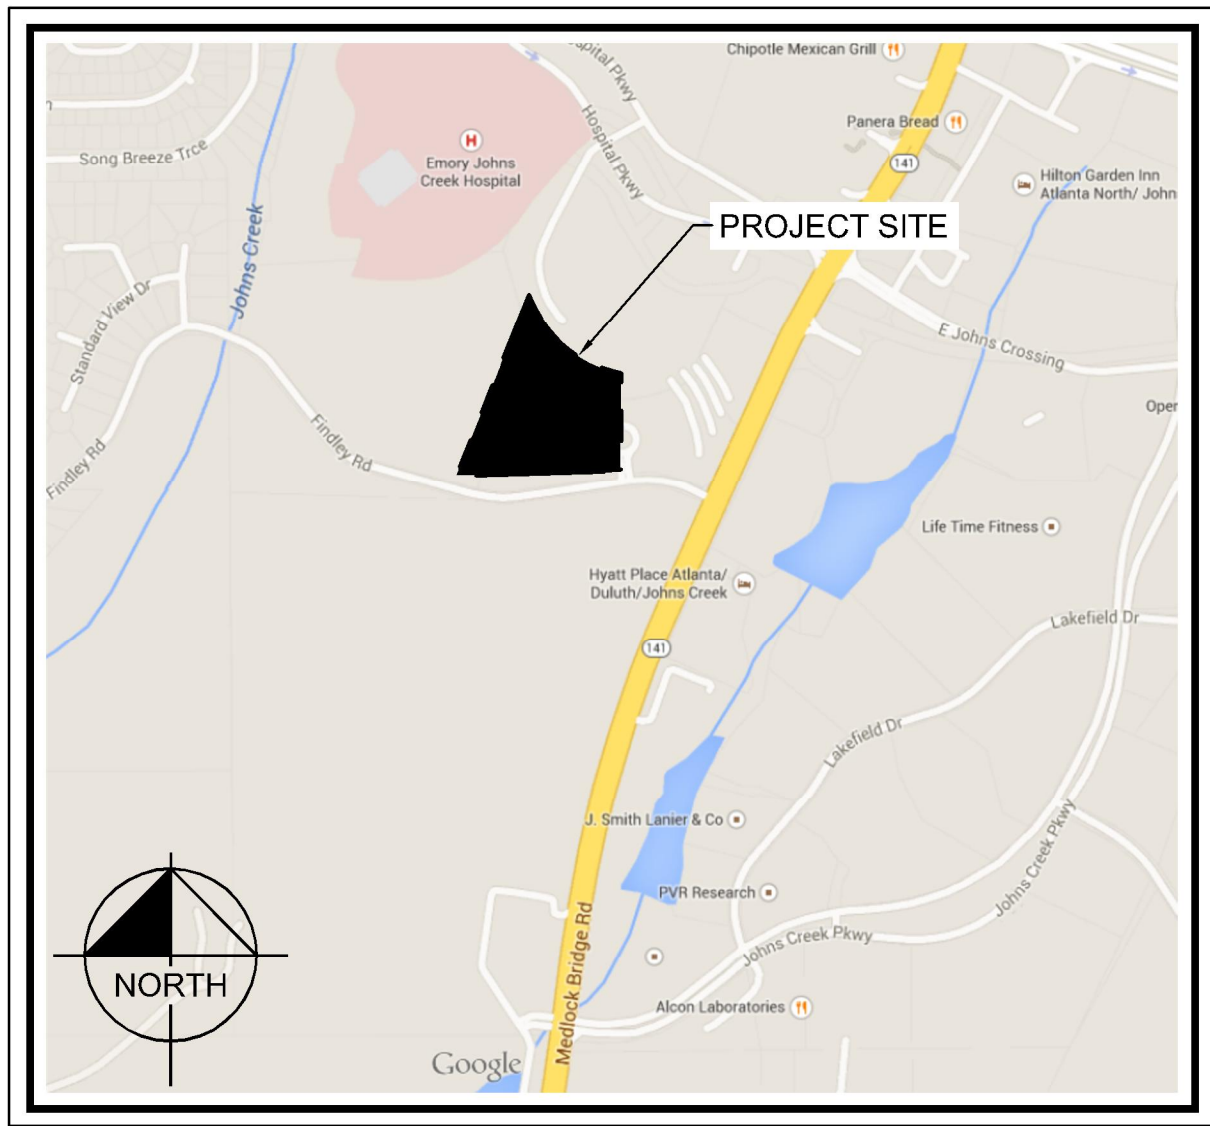 Chipotle Mexican Grill
Hospital Pkwy
Panera Bread
141
Song Breeze Trce
H
Emory Johns
Creek Hospital
Hospital Pkwy
Hilton Garden Inn
Atlanta North/ John
PROJECT SITE
Johns Creek
Standard View Dr
E Johns Crossing
Oper
Findley Rd
Findley Rd
Life Time Fitness
Hyatt Place Atlanta/
Duluth/Johns Creek
Lakefield Dr
141
Lakefield Dr
J. Smith Lanier & Co
Johns Creek Pkwy
PVR Research
Medlock Bridge Rd
Johns Creek Pkwy
NORTH
Alcon Laboratories
Google